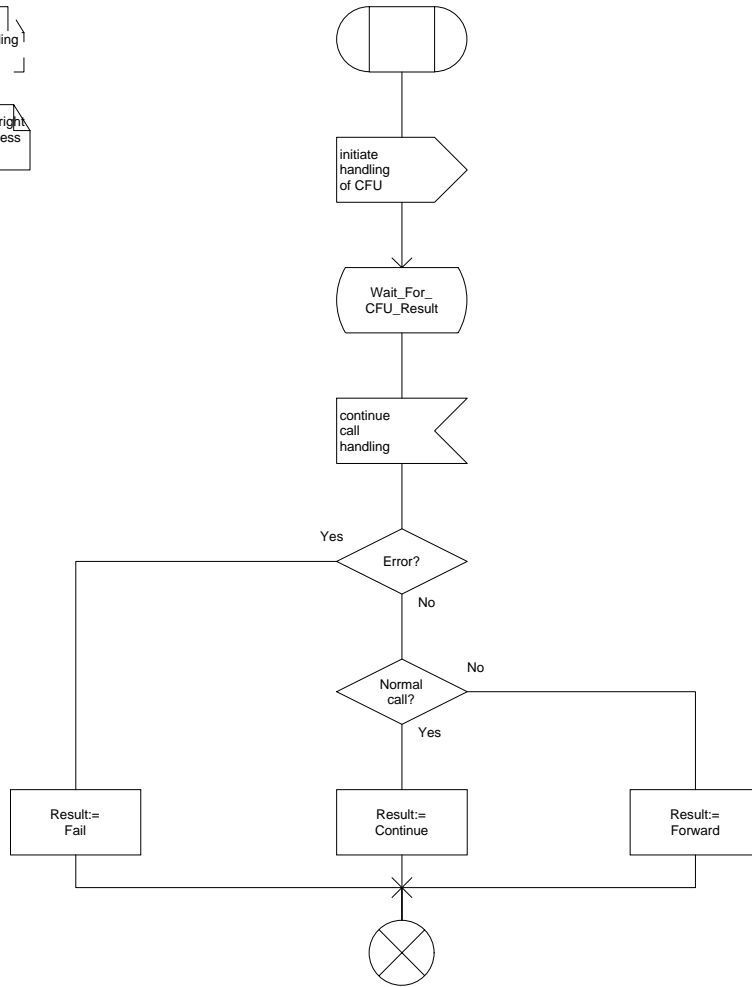 initiate
handling
of CFU
Wait_For_
CFU_Result
continue
call
handling
Yes
Error?
No
No
Normal
call?
Yes
Result:=
Fail
Result:=
Continue
Result:=
Forward